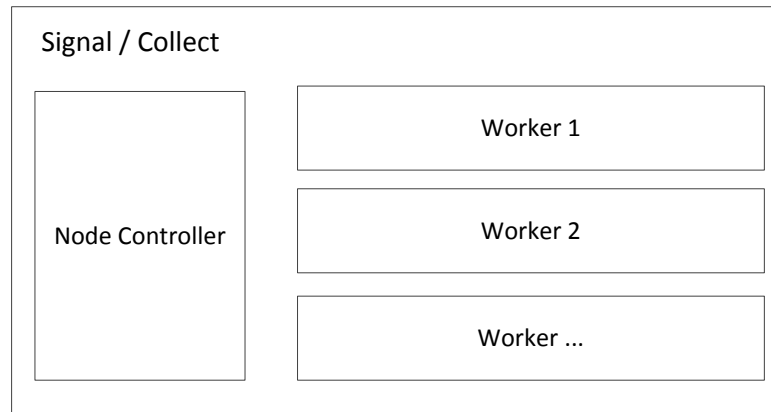 Signal / Collect
Node Controller
Worker 1
Worker 2
Worker ...